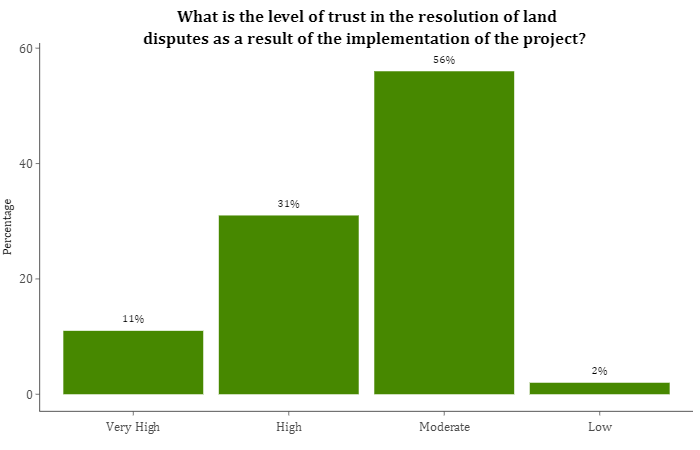 What is the level of trust in the resolution of land
disputes as a result of the implementation of the project?
Percentage
60
40
20
0
11%
31%
56%
2%
Very High
High
Moderate
Low